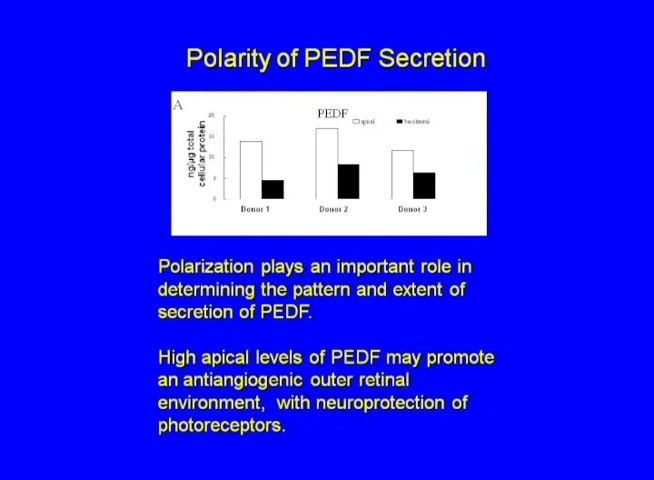 Polarity of PEDF Secretion
A
PEDF
apical
basolateral
ng/µg total
cellular protein
20
15
10
5
0
Donor 1 Donor 2 Donor 3
Polarization plays an important role in
determining the pattern and extent of
secretion of PEDF.
High apical levels of PEDF may promote
an antiangiogenic outer retinal
environment, with neuroprotection of
photoreceptors.